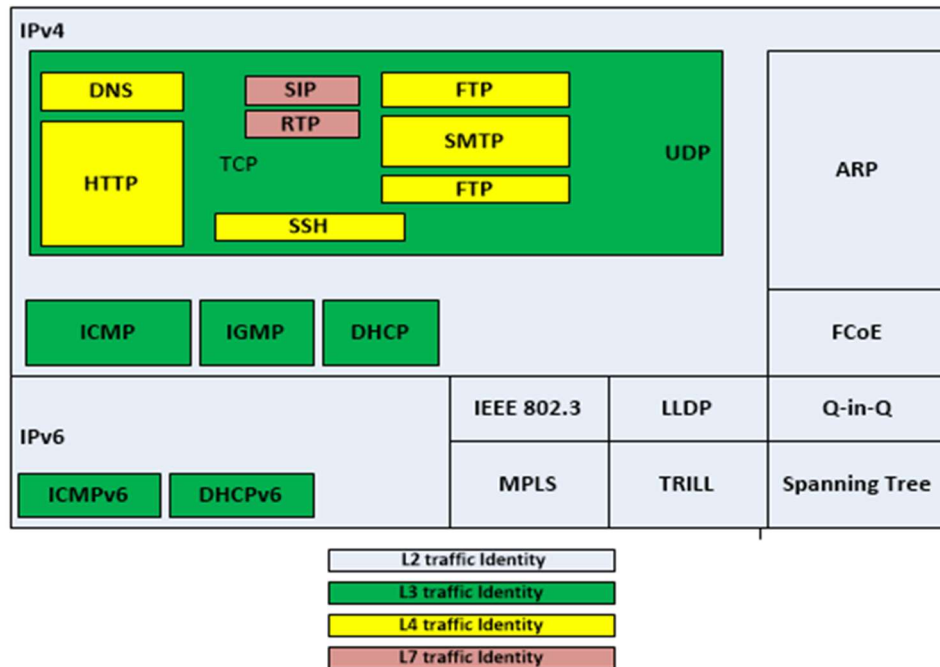 IPv4
DNS
SIP
FTP
RTP
SMTP
HTTP
TCP
UDP
FTP
SSH
ARP
ICMP
IGMP
DHCP
FCoE
IPv6
IEEE 802.3
LLDP
Q-in-Q
ICMPv6
DHCPv6
MPLS
TRILL
Spanning Tree
L2 traffic Identity
L3 traffic Identity
L4 traffic Identity
L7 traffic Identity